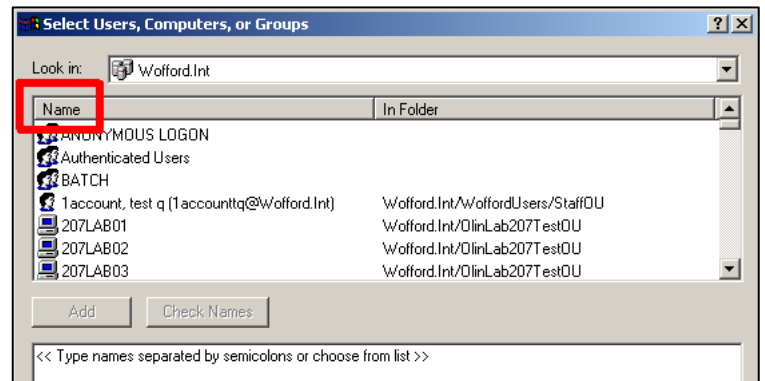 Select Users, Computers, or Groups
Look in: Wofford.Int
Name In Folder
ANONYMOUS LOGON
Authenticated Users
BATCH
1account, test q (1accounttq@Wofford.Int) Wofford.Int/WoffordUsers/StaffOU
207LAB01 Wofford.Int/OlinLab207TestOU
207LAB02 Wofford.Int/OlinLab207TestOU
207LAB03 Wofford.Int/OlinLab207TestOU
Add Check Names
<< Type names separated by semicolons or choose from list >>